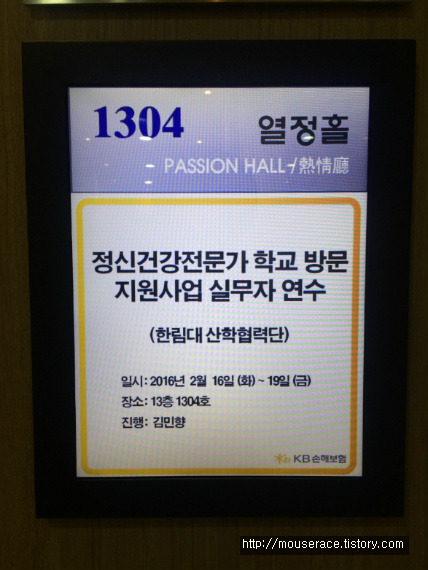 1304
열정홀
PASSION HALL / 熱情廳
정신건강전문가 학교 방문
지원사업 실무자 연수
(한림대 산학협력단)
일시: 2016년 2월 16일 (화) ~ 19일 (금)
장소: 13층 1304호
진행: 김민향
KB손해보험
http://mouserace.tistory.com